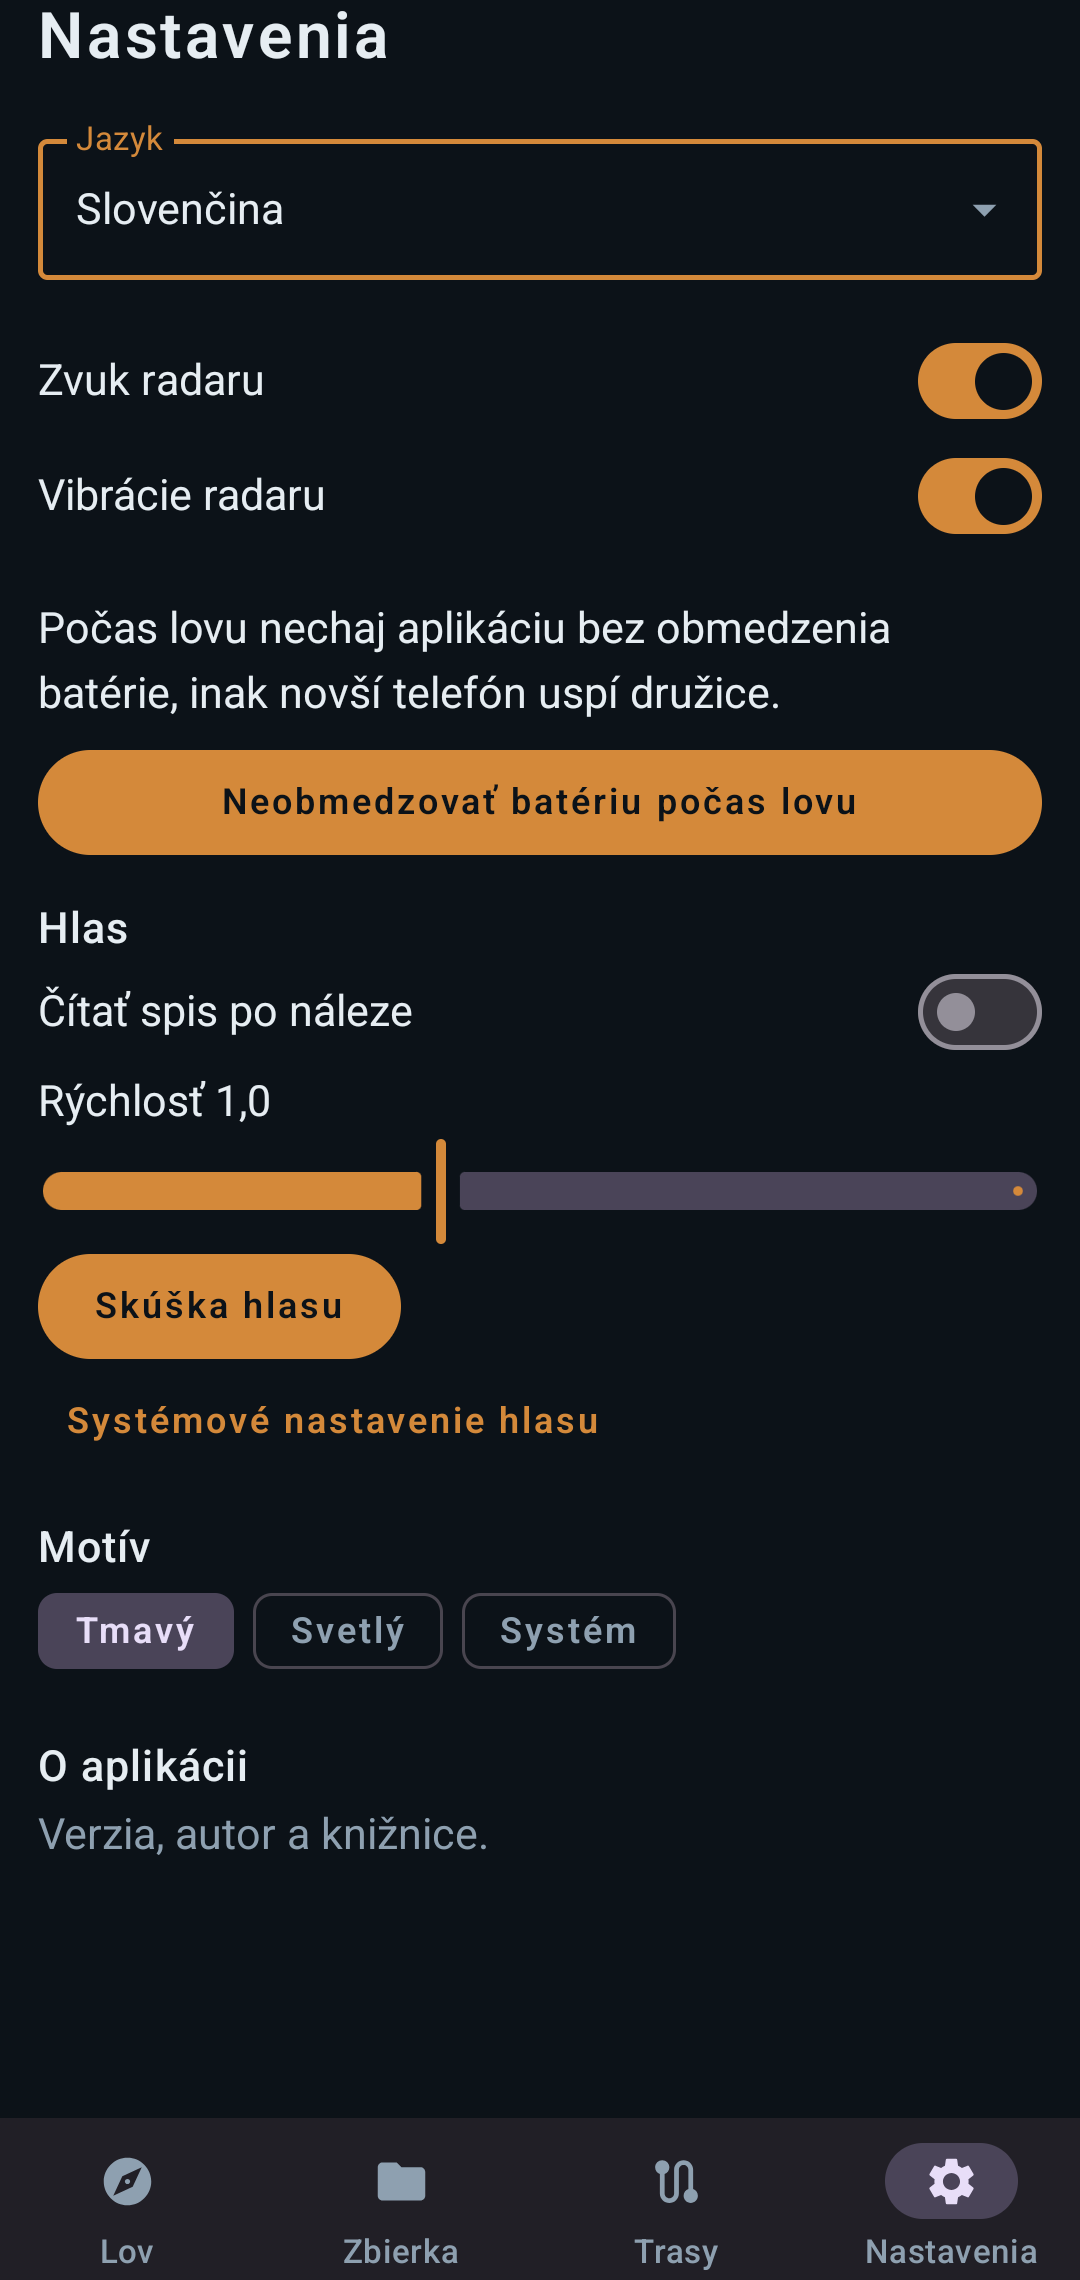 Nastavenia
Jazyk
Slovenčina
Zvuk radaru
Vibrácie radaru
Počas lovu nechaj aplikáciu bez obmedzenia
batérie, inak novší telefón uspí družice.
Neobmedzovať batériu počas lovu
Hlas
Čítať spis po náleze
Rýchlosť 1,0
Skúška hlasu
Systémové nastavenie hlasu
Motív
Tmavý Svetlý Systém
O aplikácii
Verzia, autor a knižnice.
Lov Zbierka Trasy Nastavenia